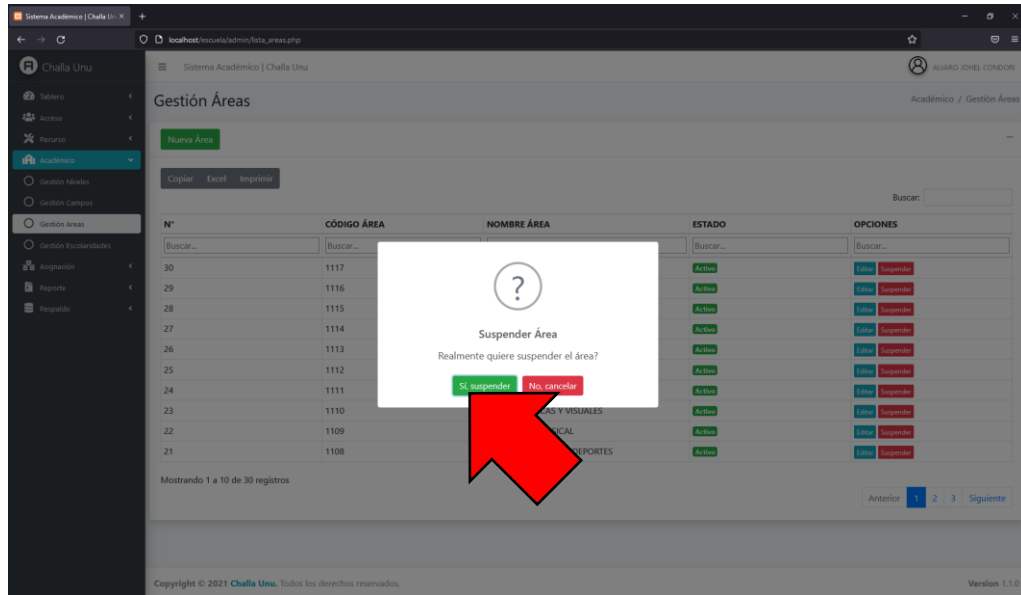 Sistema Académico | Challa Un
localhost/escuela/admin/lista_areas.php
Challa Unu
Sistema Académico | Challa Unu
ALVARO JOHEL CONDORI
Tablero
Acceso
Recurso
Académico
Gestión Niveles
Gestión Campos
Gestión Areas
Gestión Escolaridades
Asignación
Reporte
Respaldo
Gestión Áreas
Académico / Gestión Áreas
Nueva Área
Copiar Excel Imprimir
Buscar:
N° CÓDIGO ÁREA NOMBRE ÁREA ESTADO OPCIONES
Buscar... Buscar... Buscar... Buscar...
30 1117 Activo Editar Suspender
29 1116 Activo Editar Suspender
28 1115 Activo Editar Suspender
27 1114 Activo Editar Suspender
26 1113 Activo Editar Suspender
25 1112 Activo Editar Suspender
24 1111 Activo Editar Suspender
23 1110 Y VISUALES Activo Editar Suspender
22 1109 Activo Editar Suspender
21 1108 DEPORTES Activo Editar Suspender
?
Suspender Área
Realmente quiere suspender el área?
Sí, suspender No, cancelar
Mostrando 1 a 10 de 30 registros
Anterior 1 2 3 Siguiente
Copyright © 2021 Challa Unu. Todos los derechos reservados.
Version 1.1.0